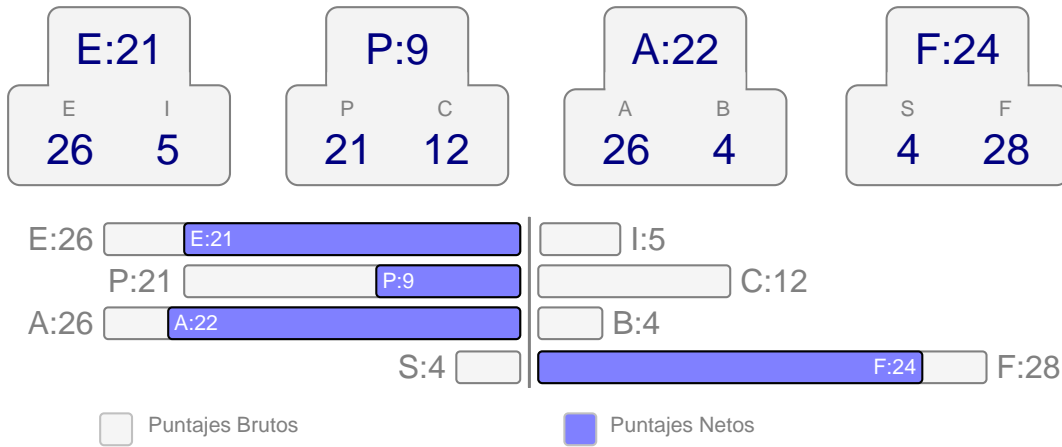 E:21 P:9 A:22 F:24
E I P C A B S F
26 5 21 12 26 4 4 28
E:26 E:21 I:5
P:21 P:9 C:12
A:26 A:22 B:4
S:4 F:24 F:28
Puntajes Brutos Puntajes Netos